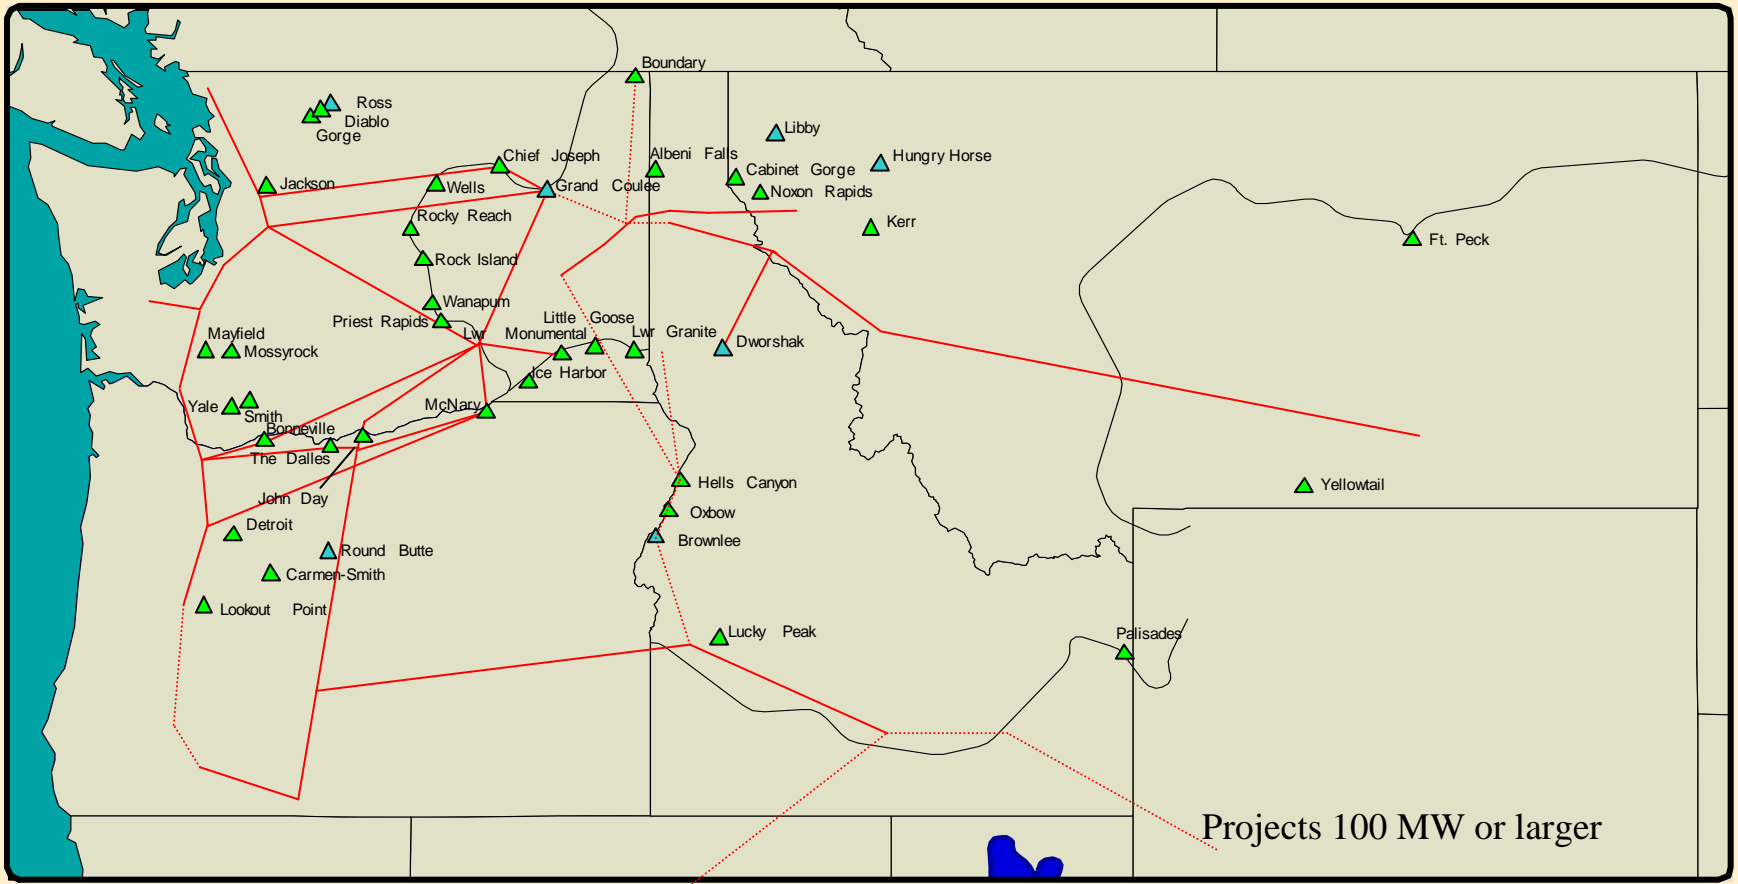 Boundary
Ross
Diablo
Gorge
Libby
Chief Joseph
Albeni Falls
Hungry Horse
Cabinet Gorge
Jackson
Wells
Grand Coulee
Noxon Rapids
Rocky Reach
Kerr
Ft. Peck
Rock Island
Wanapum
Priest Rapids
Little Goose
Lwr
Monumental
Lwr Granite
Mayfield
Mossyrock
Dworshak
Ice Harbor
Yale
Smith
McNary
Bonneville
The Dalles
John Day
Hells Canyon
Yellowtail
Oxbow
Detroit
Brownlee
Round Butte
Carmen-Smith
Lookout Point
Lucky Peak
Palisades
Projects 100 MW or larger